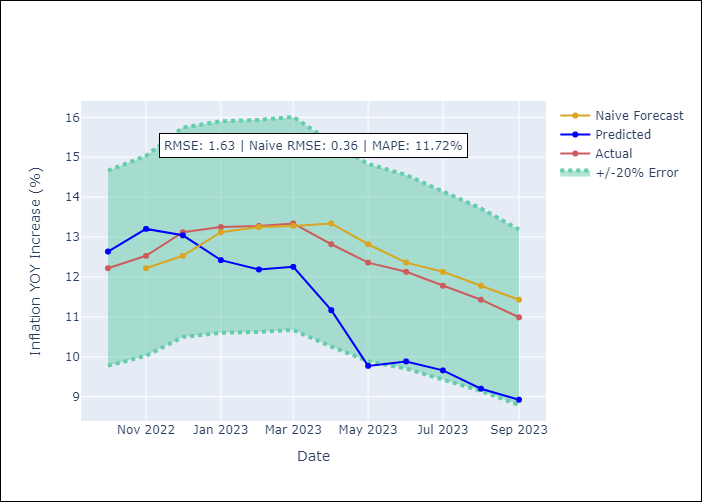 RMSE: 1.63 | Naive RMSE: 0.36 | MAPE: 11.72%
Naive Forecast
Predicted
Actual
+/-20% Error
16
15
14
13
12
11
10
9
Inflation YOY Increase (%)
Nov 2022 Jan 2023 Mar 2023 May 2023 Jul 2023 Sep 2023
Date